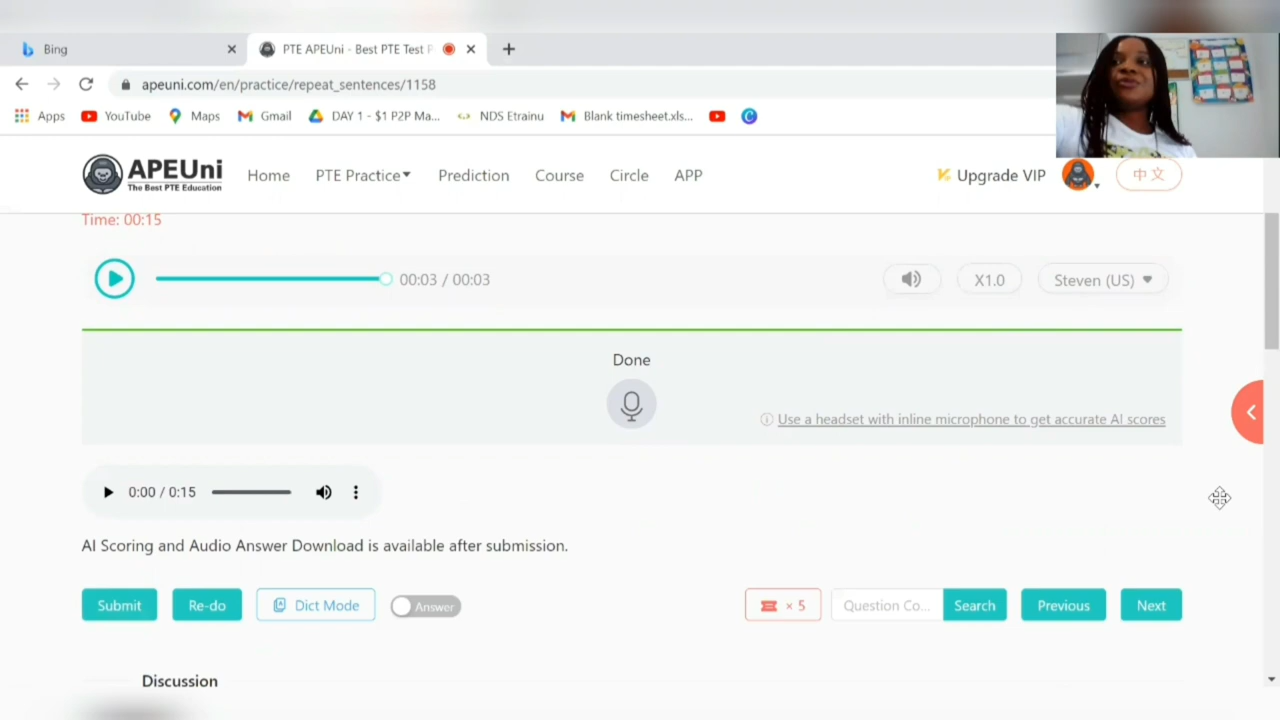 Bing
PTE APEUni - Best PTE Test P
apeuni.com/en/practice/repeat_sentences/1158
Apps YouTube Maps Gmail DAY 1 - $1 P2P Ma... NDS Etrainu Blank timesheet.xls...
APEUni
The Best PTE Education
Home PTE Practice Prediction Course Circle APP Upgrade VIP 中文
Time: 00:15
00:03 / 00:03 X1.0 Steven (US)
Done
Use a headset with inline microphone to get accurate AI scores
0:00 / 0:15
AI Scoring and Audio Answer Download is available after submission.
Submit Re-do Dict Mode Answer × 5 Question Co... Search Previous Next
Discussion